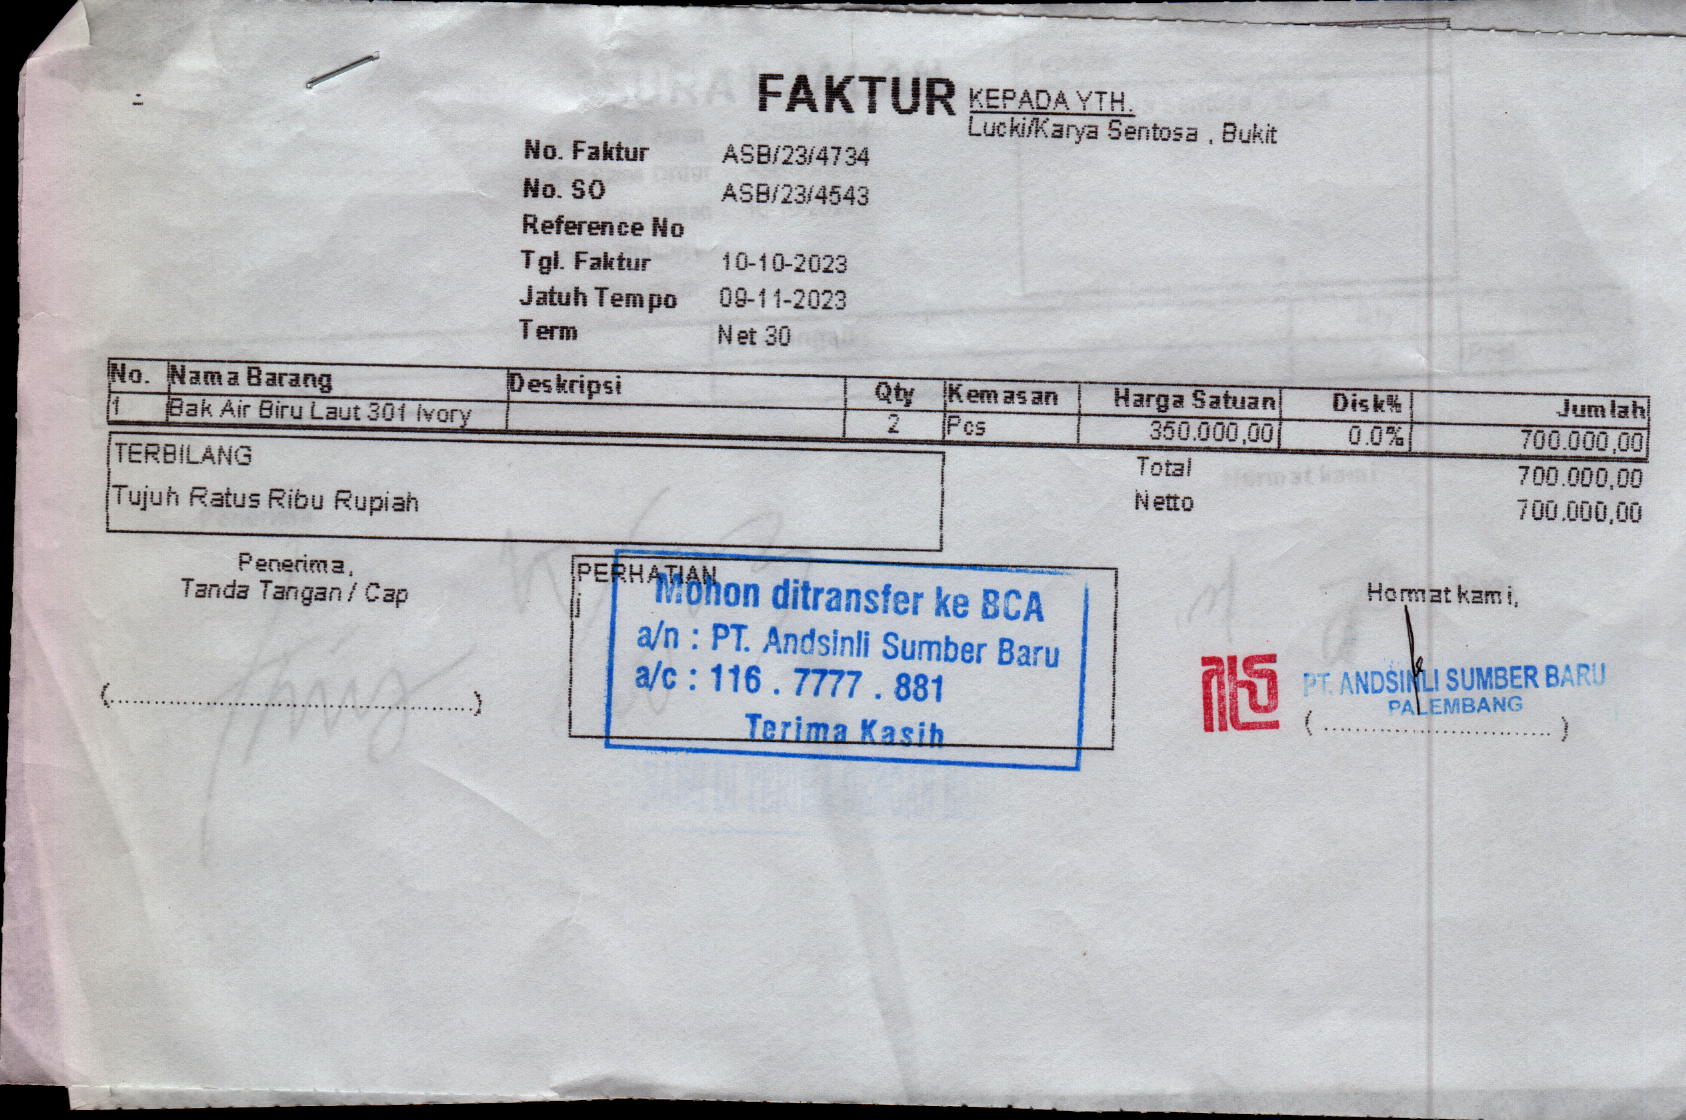 FAKTUR
KEPADA YTH.
Lucki/Karya Sentosa , Bukit
No. Faktur ASB/23/4734
No. SO ASB/23/4543
Reference No
Tgl. Faktur 10-10-2023
Jatuh Tempo 09-11-2023
Term Net 30
No. Nama Barang Deskripsi Qty Kemasan Harga Satuan Disk% Jumlah
1 Bak Air Biru Laut 301 Ivory 2 Pcs 350.000,00 0.0% 700.000,00
TERBILANG
Tujuh Ratus Ribu Rupiah
Total 700.000,00
Netto 700.000,00
Penerima,
Tanda Tangan / Cap
(....................................................)
PERHATIAN
j
Mohon ditransfer ke BCA
a/n : PT. Andsinli Sumber Baru
a/c : 116 . 7777 . 881
Terima Kasih
Hormat kami,
PT. ANDSINLI SUMBER BARU
PALEMBANG
( ................................ )